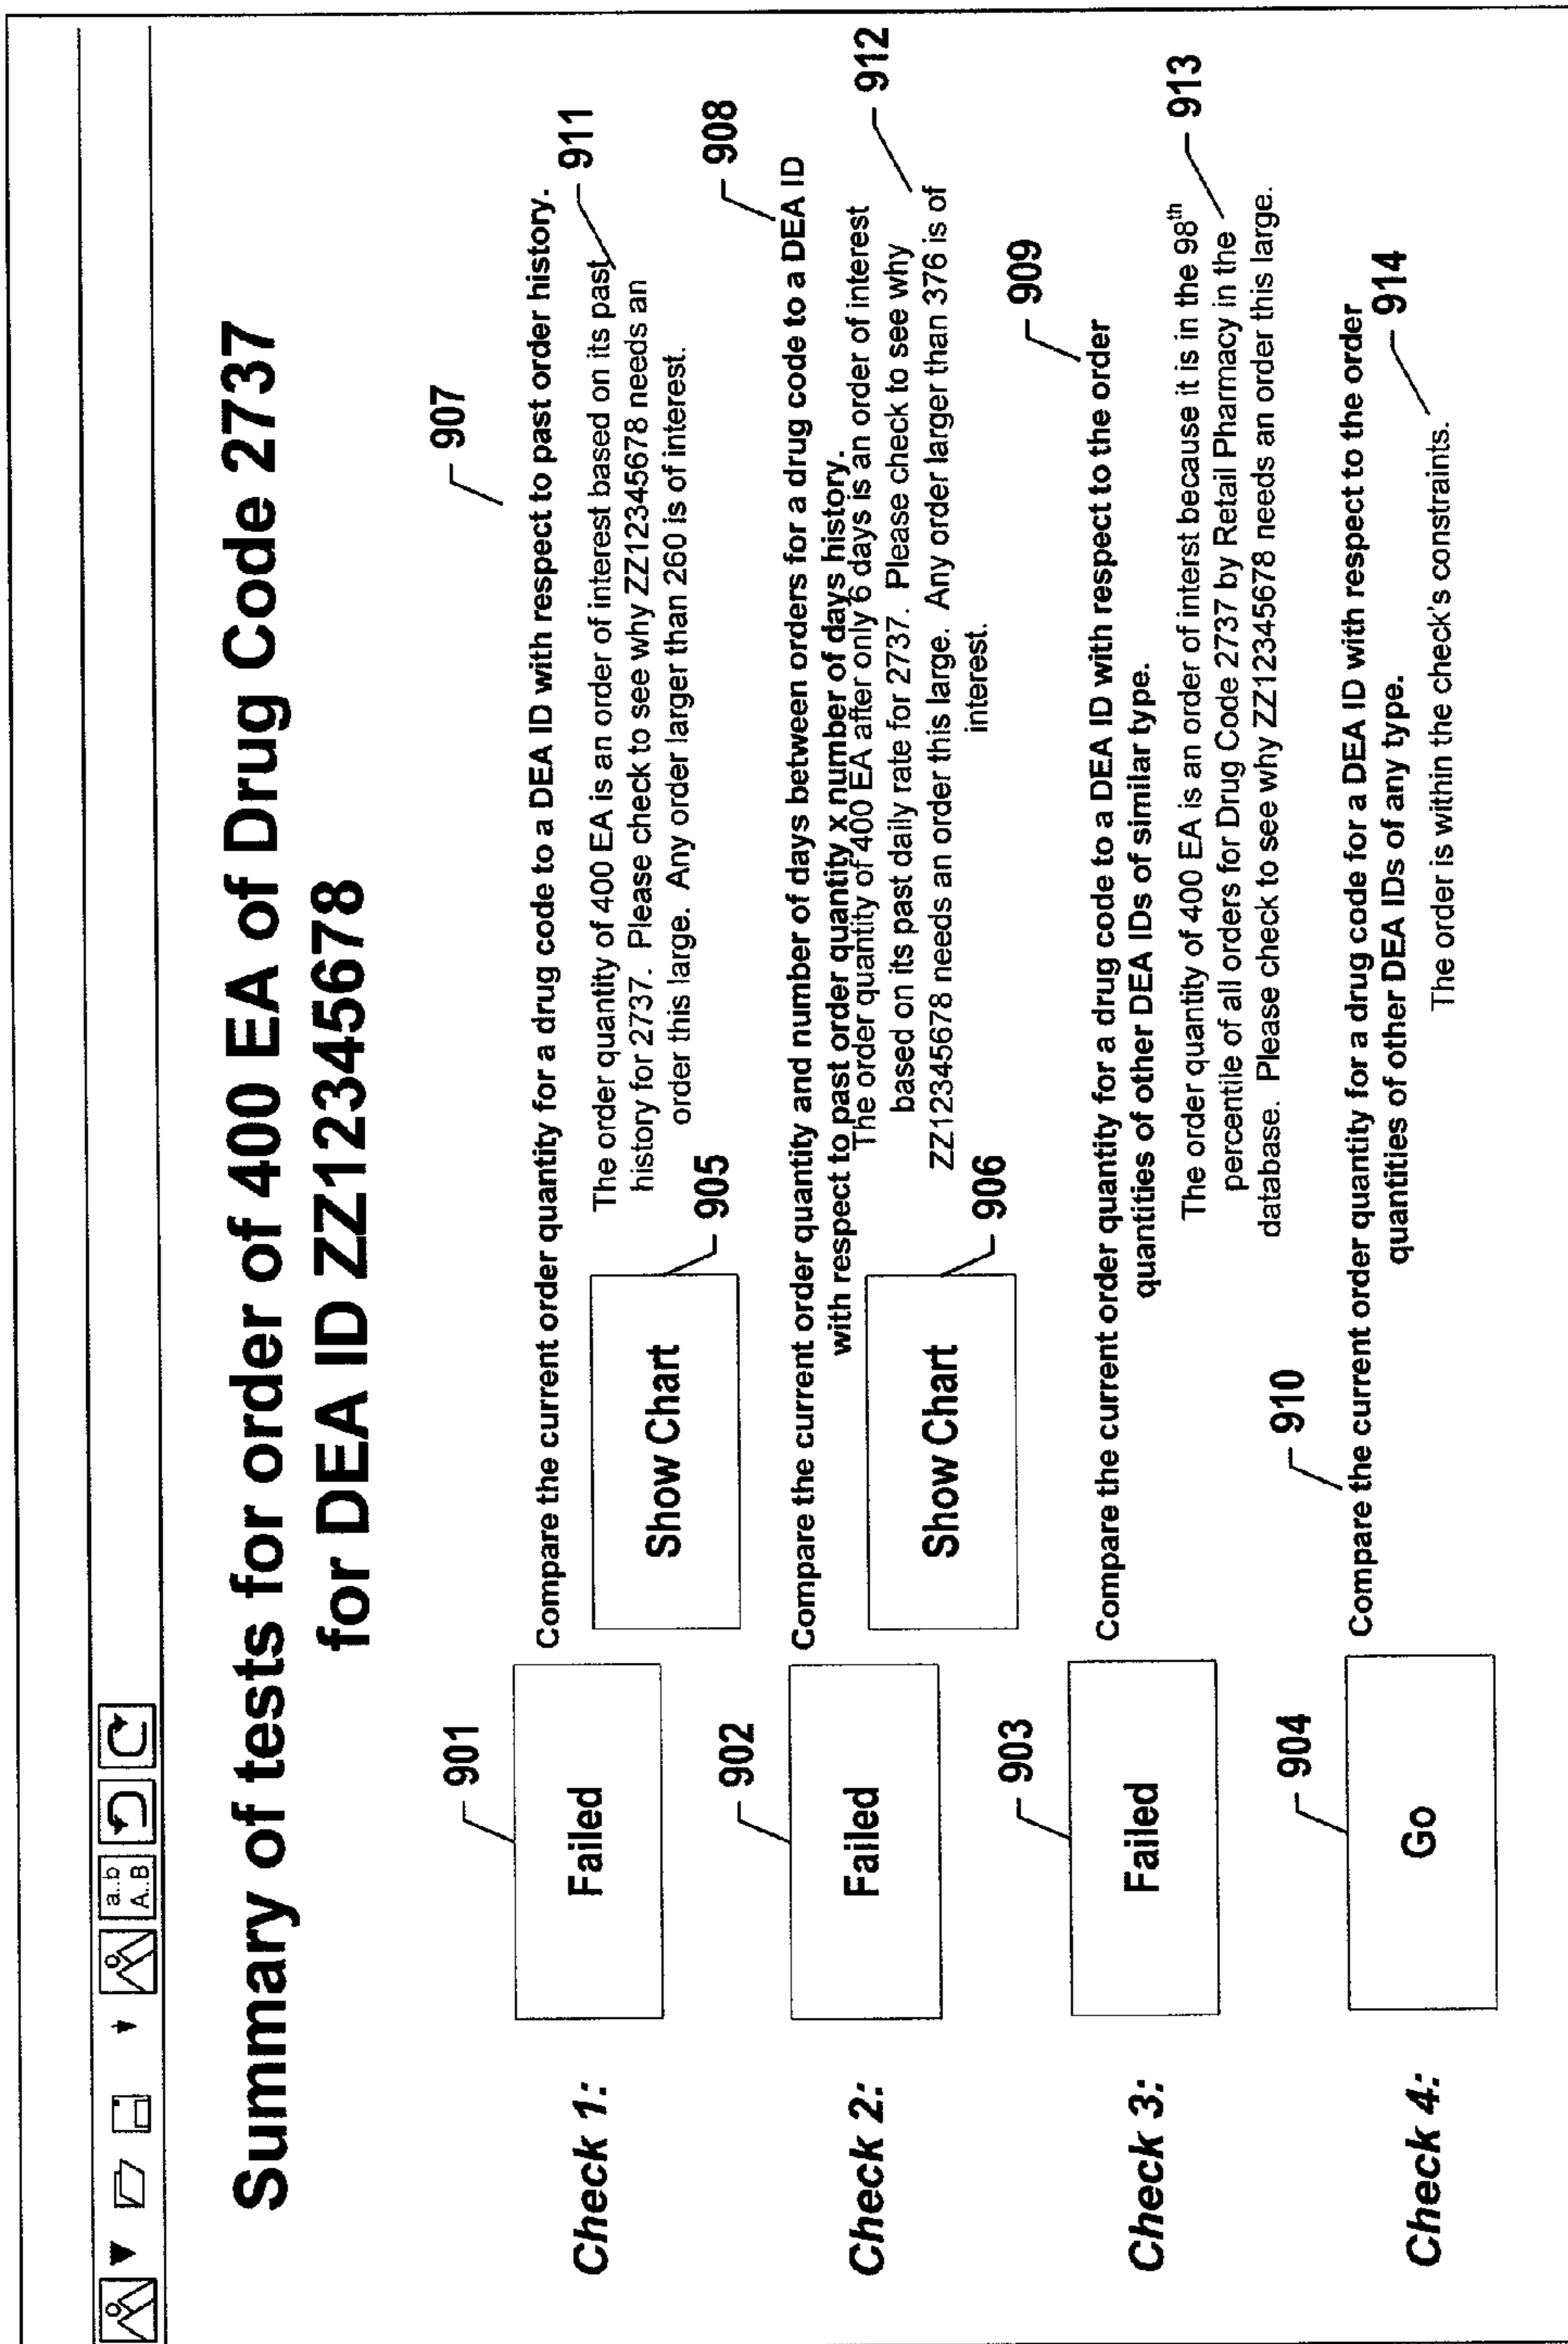 a..b
A..B
Summary of tests for order of 400 EA of Drug Code 2737
for DEA ID ZZ12345678
907
901
Check 1:
Failed
Compare the current order quantity for a drug code to a DEA ID with respect to past order history.
911
Show Chart
905
The order quantity of 400 EA is an order of interest based on its past
history for 2737. Please check to see why ZZ12345678 needs an
order this large. Any order larger than 260 is of interest.
902
908
Check 2:
Failed
Compare the current order quantity and number of days between orders for a drug code to a DEA ID
with respect to past order quantity x number of days history.
912
Show Chart
906
The order quantity of 400 EA after only 6 days is an order of interest
based on its past daily rate for 2737. Please check to see why
ZZ12345678 needs an order this large. Any order larger than 376 is of
interest.
903
909
Check 3:
Failed
Compare the current order quantity for a drug code to a DEA ID with respect to the order
quantities of other DEA IDs of similar type.
913
The order quantity of 400 EA is an order of interst because it is in the 98th
percentile of all orders for Drug Code 2737 by Retail Pharmacy in the
database. Please check to see why ZZ12345678 needs an order this large.
904
910
Check 4:
Go
Compare the current order quantity for a drug code for a DEA ID with respect to the order
quantities of other DEA IDs of any type.
914
The order is within the check's constraints.